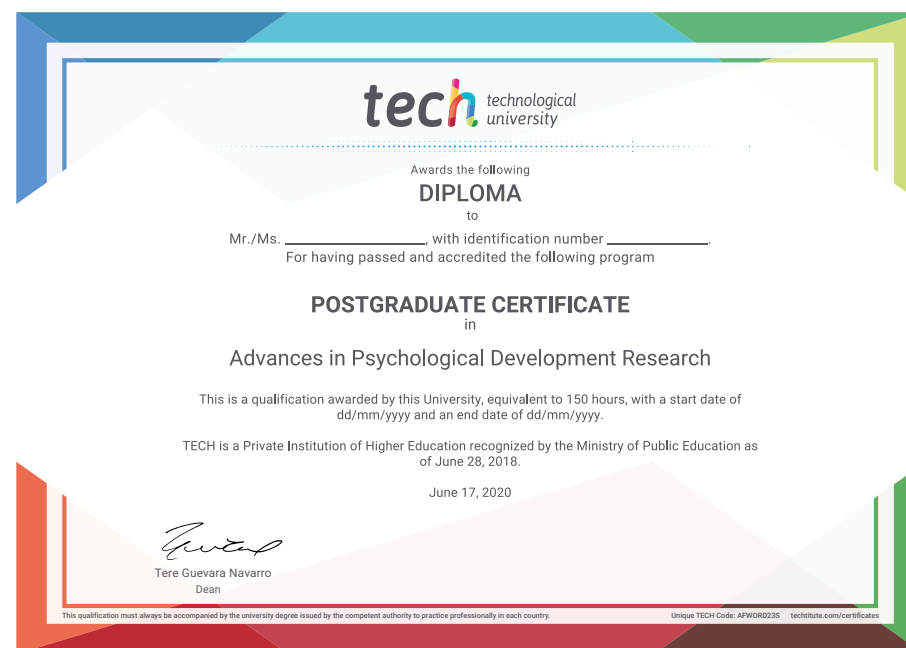 tech technological
university
Awards the following
DIPLOMA
to
Mr./Ms. ____________________, with identification number ______________.
For having passed and accredited the following program
POSTGRADUATE CERTIFICATE
in
Advances in Psychological Development Research
This is a qualification awarded by this University, equivalent to 150 hours, with a start date of
dd/mm/yyyy and an end date of dd/mm/yyyy.
TECH is a Private Institution of Higher Education recognized by the Ministry of Public Education as
of June 28, 2018.
June 17, 2020
Tere Guevara Navarro
Dean
This qualification must always be accompanied by the university degree issued by the competent authority to practice professionally in each country. Unique TECH Code: AFWORD23S techtitute.com/certificates